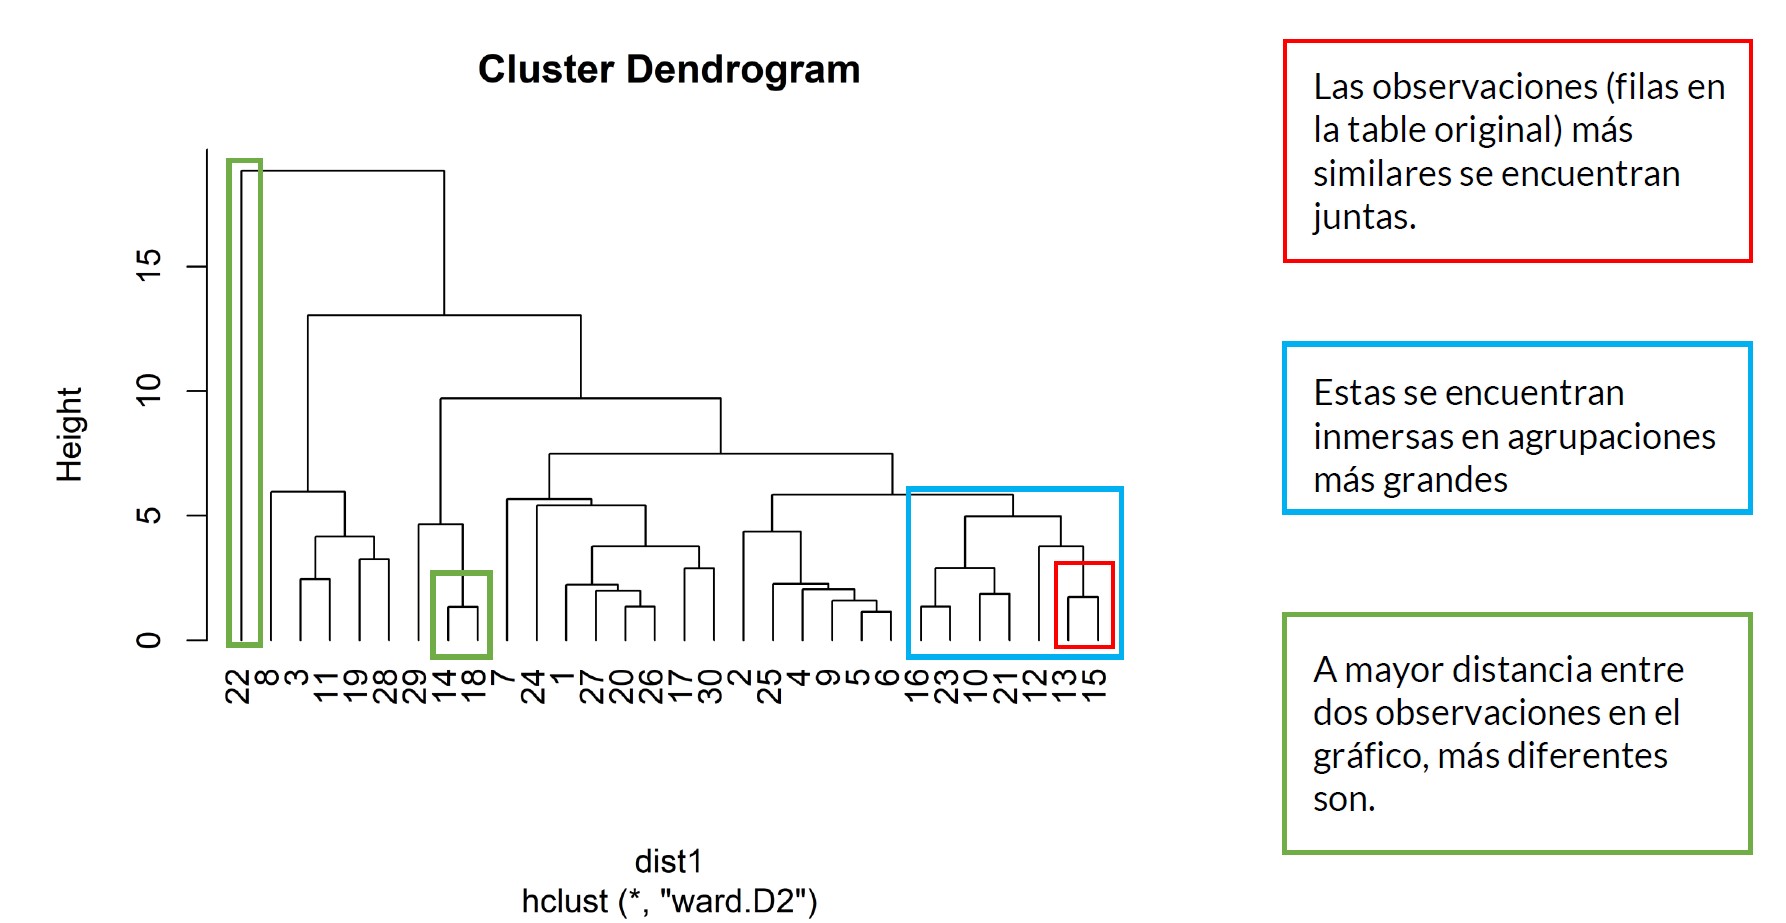 Cluster Dendrogram
Height
15
10
5
0
22 8 3 11 19 28 29 14 18 7 24 1 27 20 26 17 30 2 25 4 9 5 6 16 23 10 21 12 13 15
dist1
hclust (*, "ward.D2")
Las observaciones (filas en
la table original) más
similares se encuentran
juntas.
Estas se encuentran
inmersas en agrupaciones
más grandes
A mayor distancia entre
dos observaciones en el
gráfico, más diferentes
son.